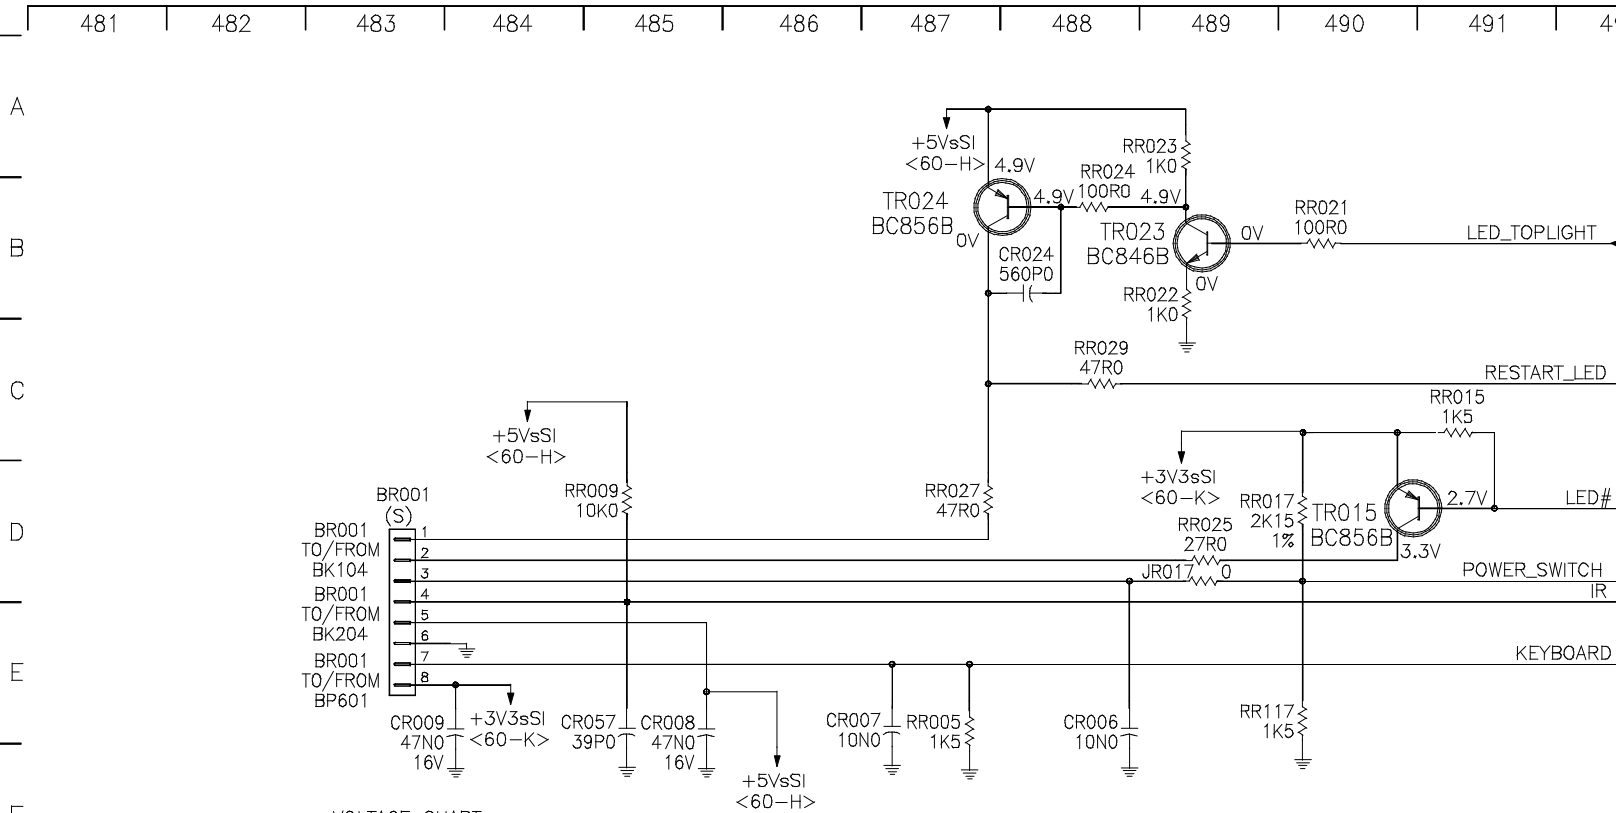 481 482 483 484 485 486 487 488 489 490 491
A
+5VsSI
<60-H>
4.9V
RR023
1K0
RR024
100R0
4.9V
4.9V
TR024
BC856B
0V
TR023
BC846B
0V
0V
RR021
100R0
LED_TOPLIGHT
B
CR024
560P0
RR022
1K0
RR029
47R0
RESTART_LED
C
+5VsSI
<60-H>
RR015
1K5
+3V3sSI
<60-K>
BR001
(S)
RR009
10K0
RR027
47R0
RR017
2K15
1%
TR015
BC856B
2.7V
3.3V
LED#
D
RR025
27R0
JR017 0
POWER_SWITCH
IR
BR001
TO/FROM
BK104
BR001
TO/FROM
BK204
BR001
TO/FROM
BP601
1
2
3
4
5
6
7
8
E
KEYBOARD
CR009
47N0
16V
+3V3sSI
<60-K>
CR057
39P0
CR008
47N0
16V
+5VsSI
<60-H>
CR007
10N0
RR005
1K5
CR006
10N0
RR117
1K5
VOLTAGE CHART